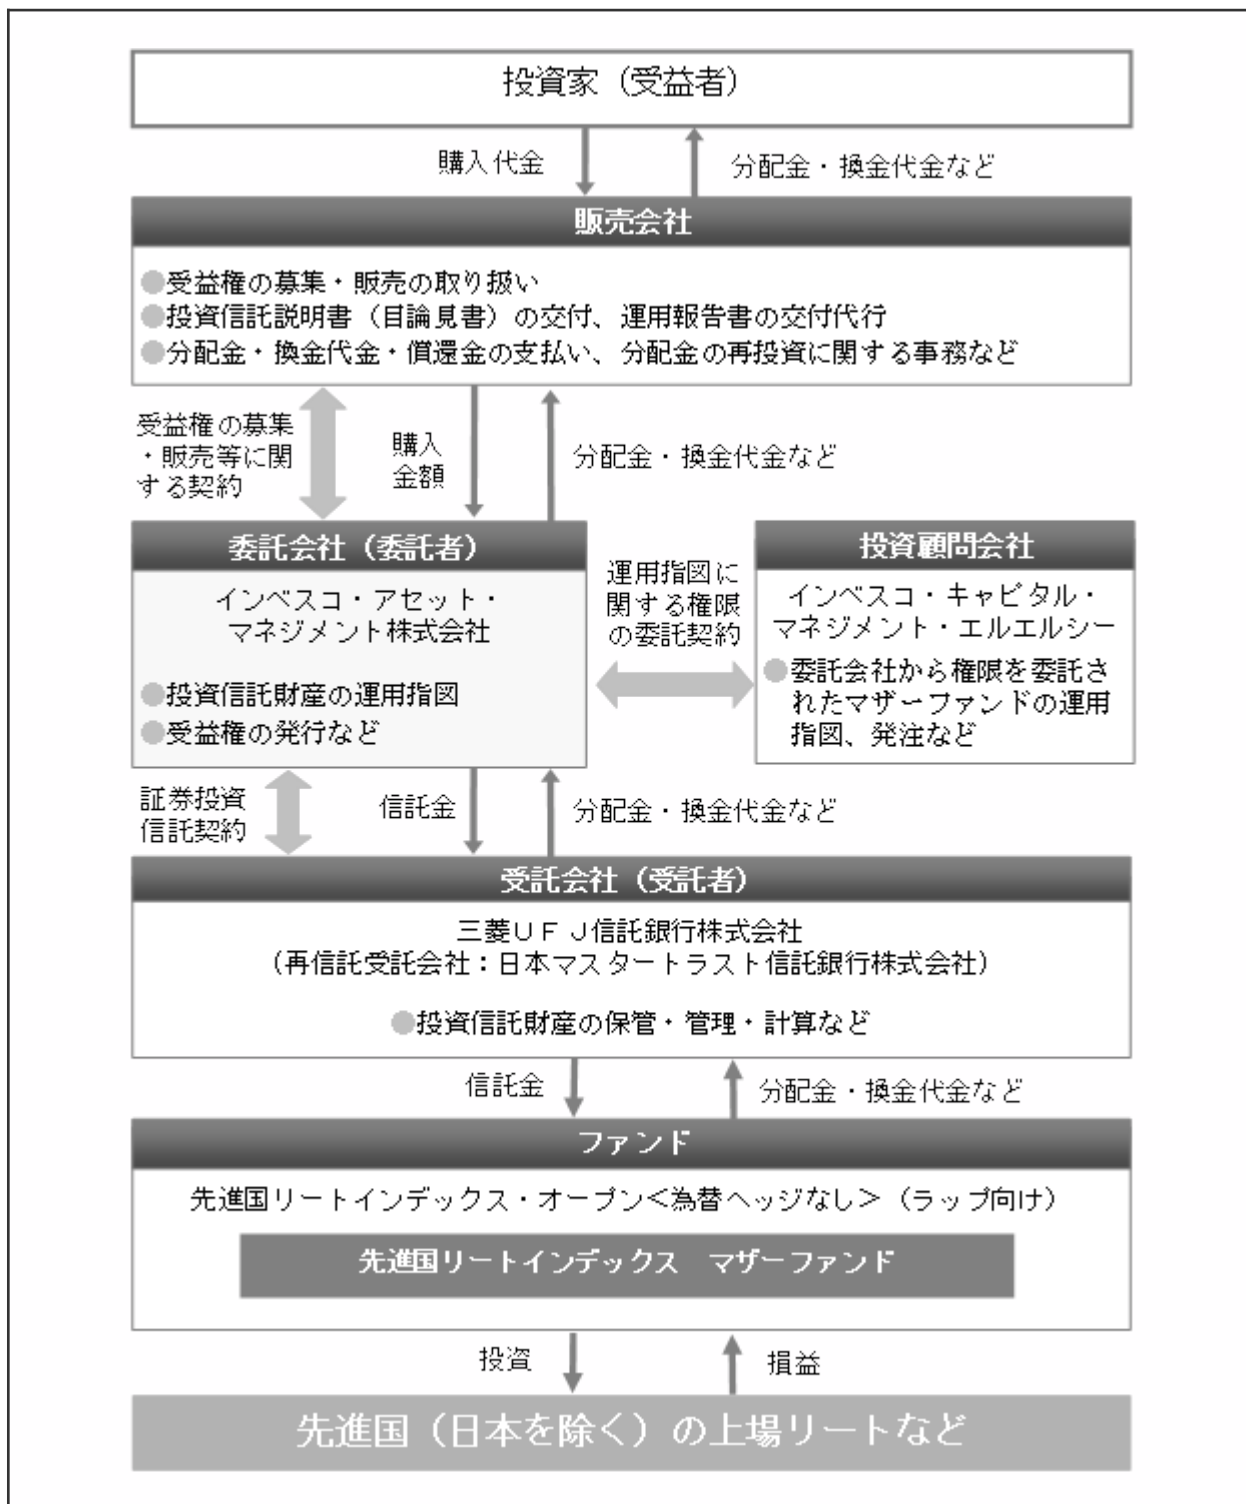 投資家（受益者）
購入代金
分配金・換金代金など
販売会社
●受益権の募集・販売の取り扱い
●投資信託説明書（目論見書）の交付、運用報告書の交付代行
●分配金・換金代金・償還金の支払い、分配金の再投資に関する事務など
受益権の募集
・販売等に関
する契約
購入
金額
分配金・換金代金など
委託会社（委託者）
インベスコ・アセット・
マネジメント株式会社
●投資信託財産の運用指図
●受益権の発行など
運用指図に
関する権限
の委託契約
投資顧問会社
インベスコ・キャピタル・
マネジメント・エルエルシー
●委託会社から権限を委託さ
れたマザーファンドの運用
指図、発注など
証券投資
信託契約
信託金
分配金・換金代金など
受託会社（受託者）
三菱ＵＦＪ信託銀行株式会社
（再信託受託会社：日本マスタートラスト信託銀行株式会社）
●投資信託財産の保管・管理・計算など
信託金
分配金・換金代金など
ファンド
先進国リートインデックス・オープン＜為替ヘッジなし＞（ラップ向け）
先進国リートインデックス　マザーファンド
投資
損益
先進国（日本を除く）の上場リートなど